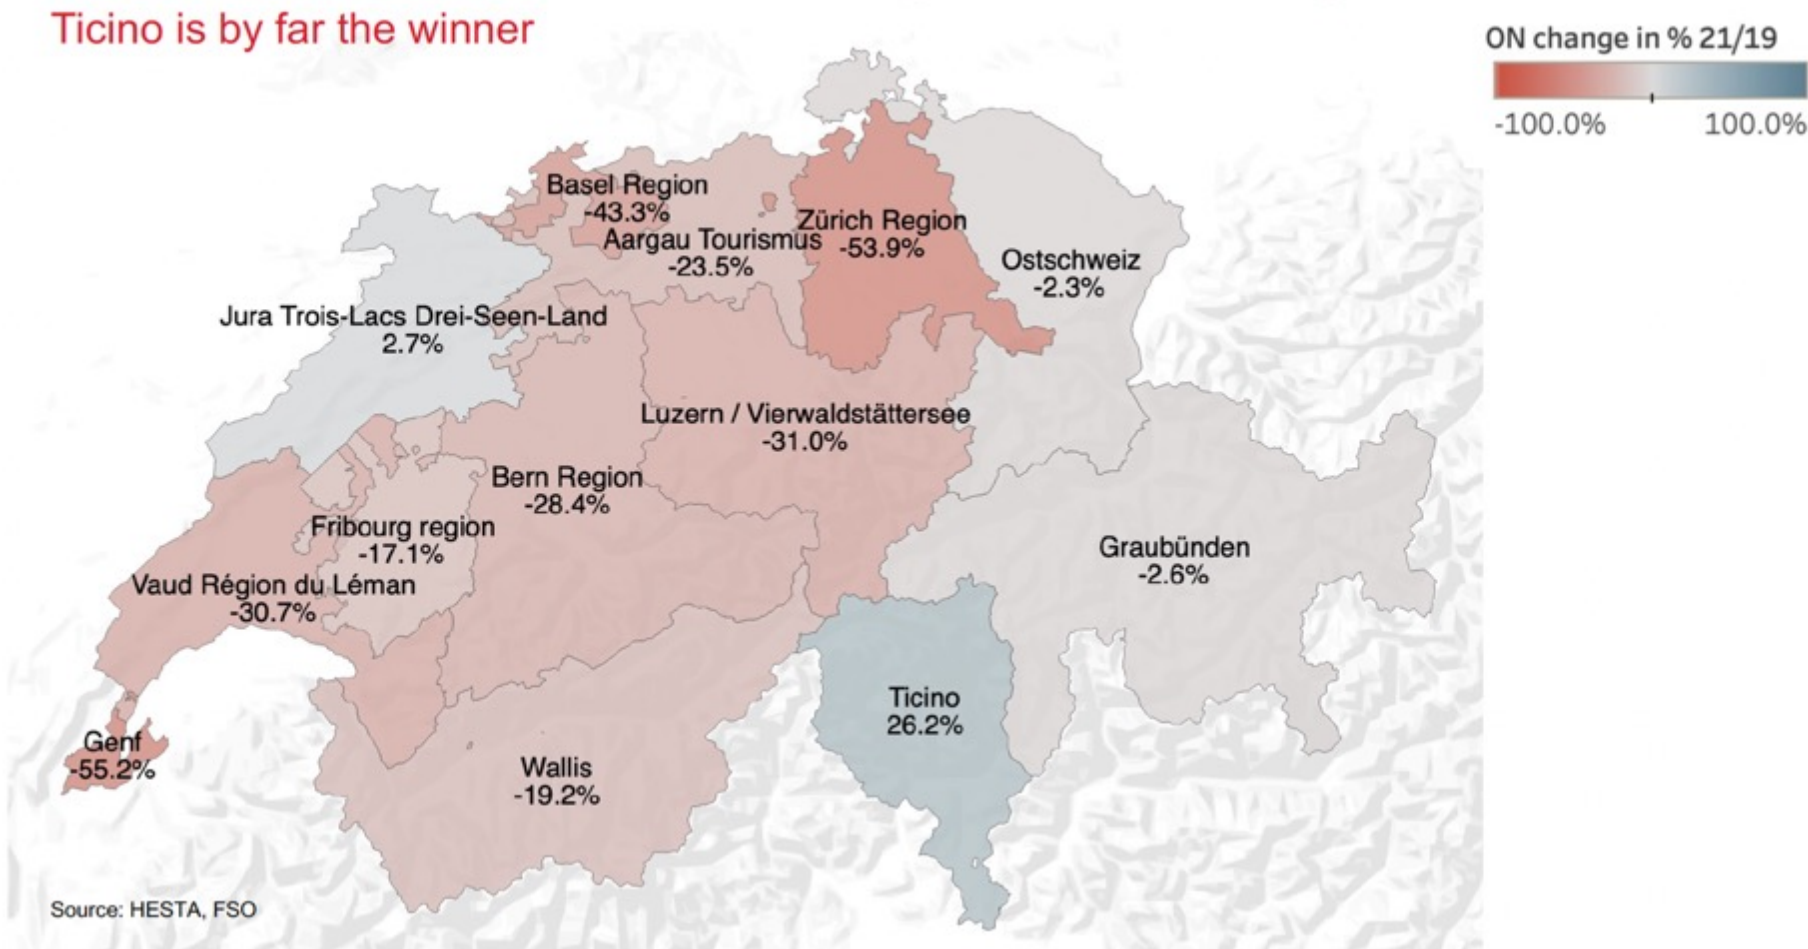 Ticino is by far the winner
ON change in % 21/19
-100.0%
100.0%
Basel Region
-43.3%
Aargau Tourismus
-23.5%
Zürich Region
-53.9%
Ostschweiz
-2.3%
Jura Trois-Lacs Drei-Seen-Land
2.7%
Luzern / Vierwaldstättersee
-31.0%
Bern Region
-28.4%
Fribourg region
-17.1%
Vaud Région du Léman
-30.7%
Graubünden
-2.6%
Ticino
26.2%
Genf
-55.2%
Wallis
-19.2%
Source: HESTA, FSO